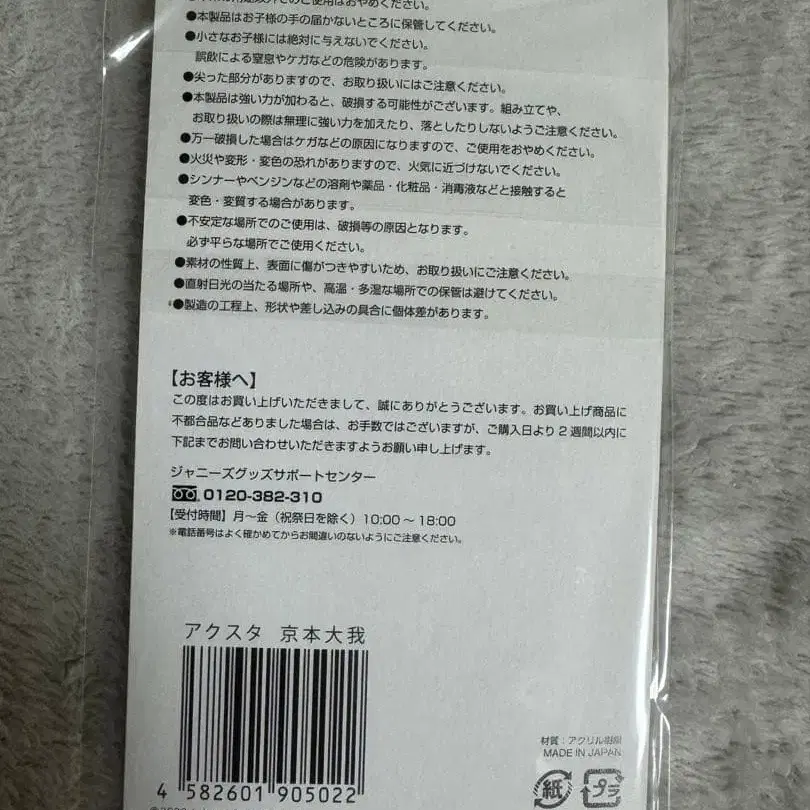 ご使用はおやめください。
●本製品はお子様の手の届かないところに保管してください。
●小さなお子様には絶対に与えないでください。
誤飲による窒息やケガなどの危険があります。
●尖った部分がありますので、お取り扱いにはご注意ください。
●本製品は強い力が加わると、破損する可能性がございます。組み立てや、
お取り扱いの際は無理に強い力を加えたり、落としたりしないようご注意ください。
●万一破損した場合はケガなどの原因になりますので、ご使用をおやめください。
●火災や変形・変色の恐れがありますので、火気に近づけないでください。
●シンナーやベンジンなどの溶剤や薬品・化粧品・消毒液などと接触すると
変色・変質する場合があります。
●不安定な場所でのご使用は、破損等の原因となります。
必ず平らな場所でご使用ください。
●素材の性質上、表面に傷がつきやすいため、お取り扱いにご注意ください。
●直射日光の当たる場所や、高温・多湿な場所での保管は避けてください。
●製造の工程上、形状や差し込みの具合に個体差があります。
【お客様へ】
この度はお買い上げいただきまして、誠にありがとうございます。お買い上げ商品に
不都合品などありました場合は、お手数ではございますが、ご購入日より2週間以内に
下記までお問い合わせいただきますようお願い申し上げます。
ジャニーズグッズサポートセンター
0120-382-310
【受付時間】月～金（祝祭日を除く）10:00～18:00
※電話番号はよく確かめてからお間違いのないようにご注意ください。
アクスタ 京本大我
4 582601 905022
材質：アクリル樹脂
MADE IN JAPAN
紙 プラ